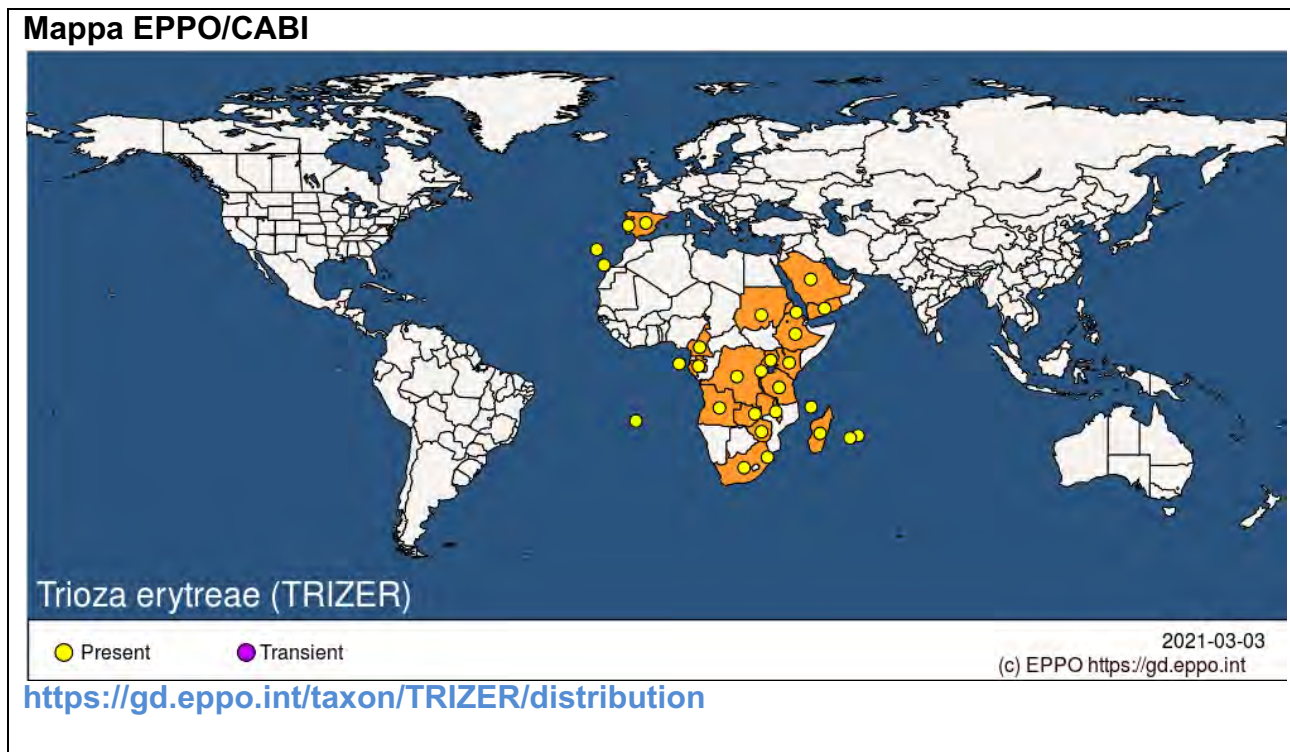 Mappa EPPO/CABI
Trioza erytreae (TRIZER)
Present
Transient
2021-03-03
(c) EPPO https://gd.eppo.int
https://gd.eppo.int/taxon/TRIZER/distribution